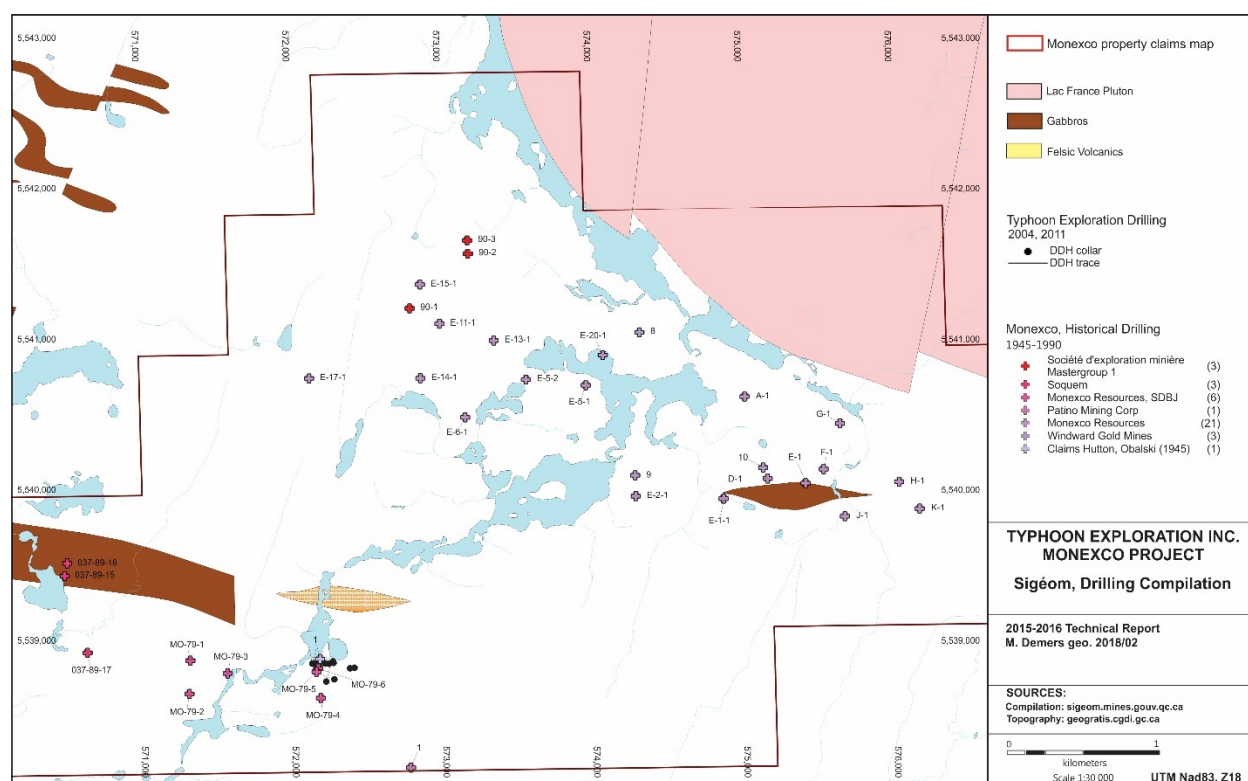 5,543,000
571,000
572,000
573,000
574,000
575,000
576,000
5,543,000
5,542,000
5,542,000
90-3
90-2
E-15-1
90-1
E-11-1
E-13-1
E-20-1
8
5,541,000
5,541,000
E-17-1
E-14-1
E-5-2
E-5-1
A-1
E-6-1
G-1
9
10
D-1
E-1
F-1
H-1
5,540,000
5,540,000
E-2-1
E-1-1
J-1
K-1
037-89-16
037-89-15
5,539,000
5,539,000
037-89-17
MO-79-1
MO-79-3
1
MO-79-2
MO-79-5
MO-79-6
MO-79-4
1
571,000
572,000
573,000
574,000
575,000
576,000
Monexco property claims map
Lac France Pluton
Gabbros
Felsic Volcanics
Typhoon Exploration Drilling
2004, 2011
DDH collar
DDH trace
Monexco, Historical Drilling
1945-1990
Société d'exploration minière
Mastergroup 1 (3)
Soquem (3)
Monexco Resources, SDBJ (6)
Patino Mining Corp (1)
Monexco Resources (21)
Windward Gold Mines (3)
Claims Hutton, Obalski (1945) (1)
TYPHOON EXPLORATION INC.
MONEXCO PROJECT
Sigéom, Drilling Compilation
2015-2016 Technical Report
M. Demers geo. 2018/02
SOURCES:
Compilation: sigeom.mines.gouv.qc.ca
Topography: geogratis.cgdi.gc.ca
0 1
kilometers
Scale 1:30 000 UTM Nad83, Z18